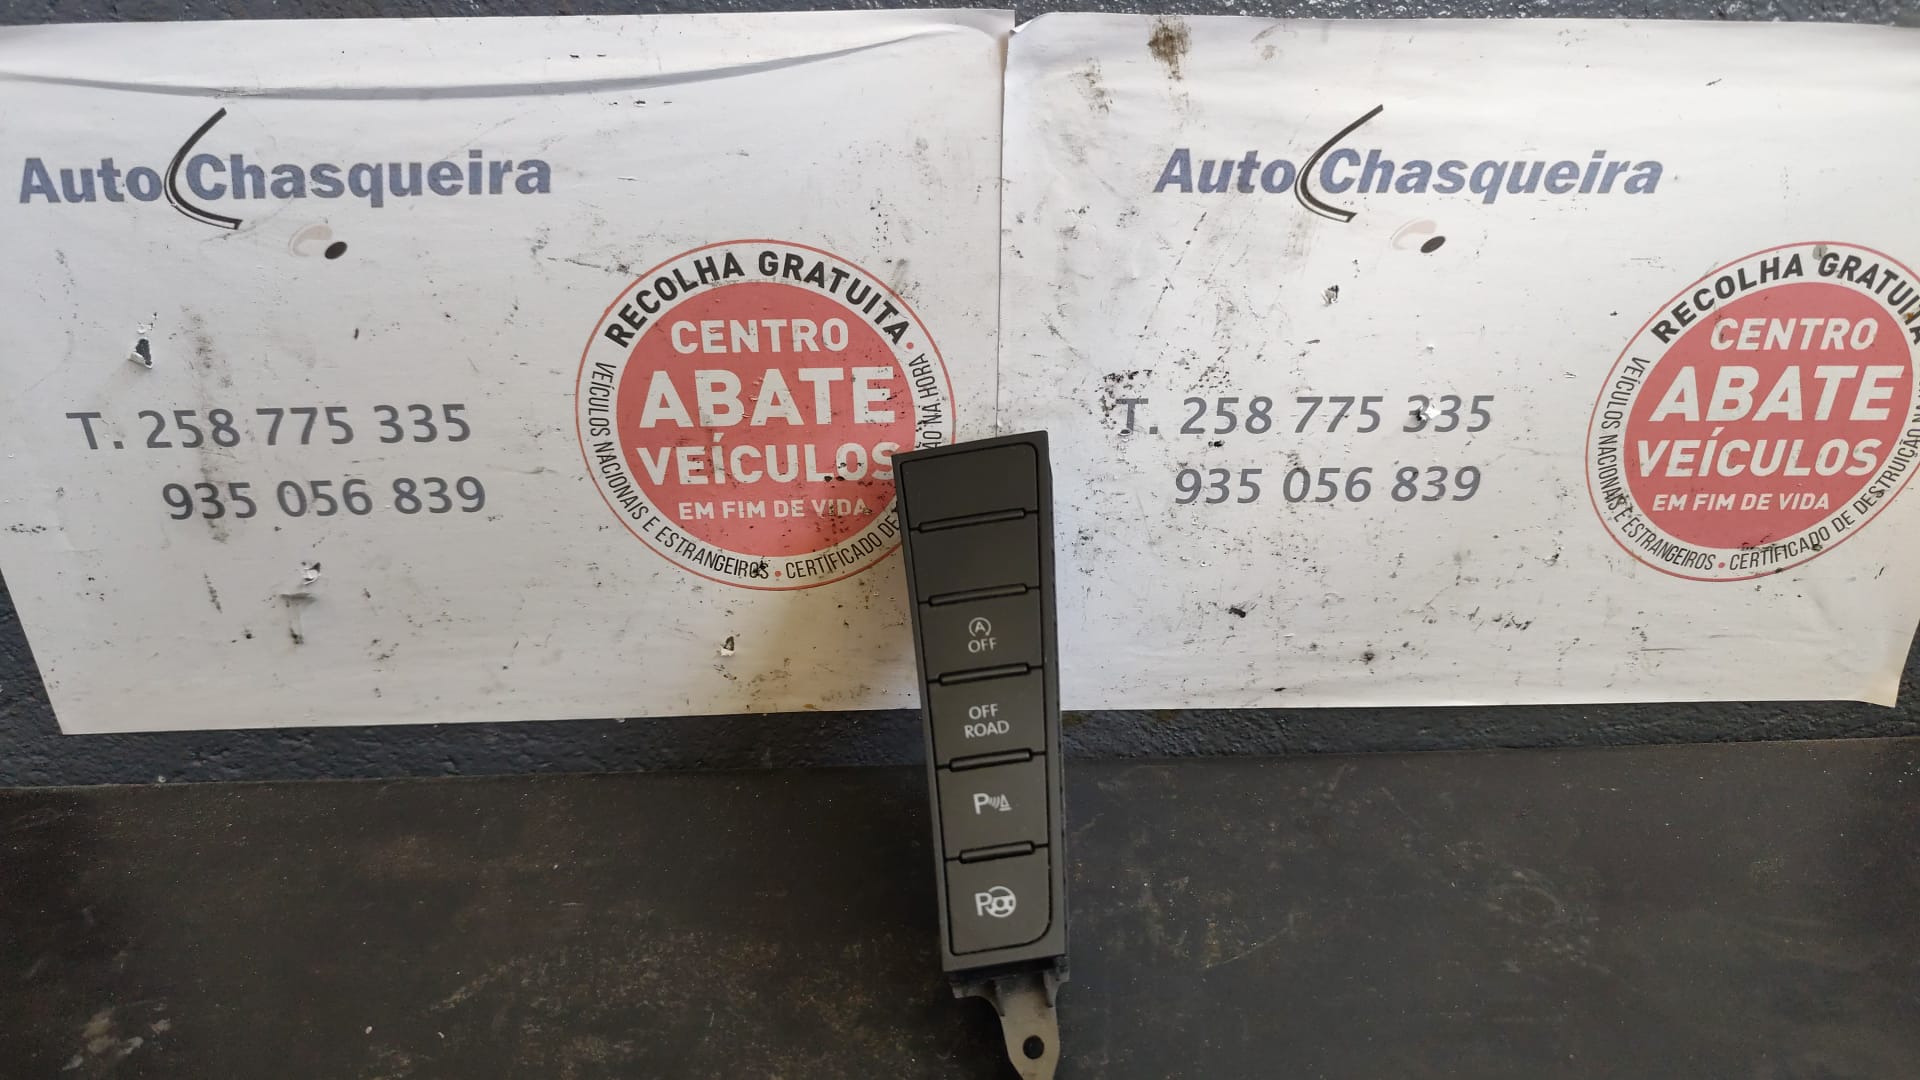 Auto Chasqueira
T. 258 775 335
935 056 839
RECOLHA GRATUITA
CENTRO
ABATE
VEÍCULOS
EM FIM DE VIDA
VEÍCULOS NACIONAIS E ESTRANGEIROS • CERTIFICADO DE
NA HORA
Auto Chasqueira
T. 258 775 335
935 056 839
RECOLHA GRATUITA
CENTRO
ABATE
VEÍCULOS
EM FIM DE VIDA
VEÍCULOS NACIONAIS E ESTRANGEIROS • CERTIFICADO DE DESTRUIÇÃO
A
OFF
OFF
ROAD
P
P